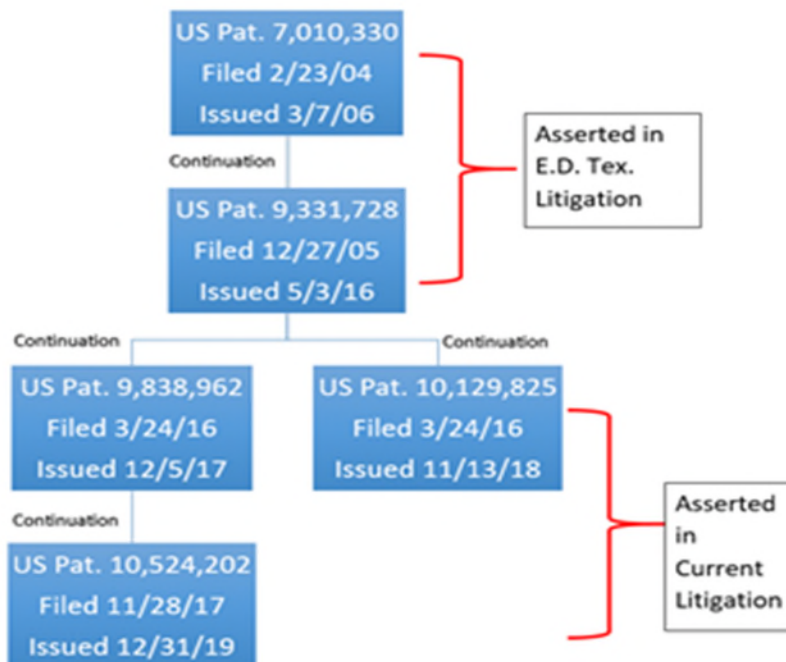 US Pat. 7,010,330
Filed 2/23/04
Issued 3/7/06
Asserted in
E.D. Tex.
Litigation
Continuation
US Pat. 9,331,728
Filed 12/27/05
Issued 5/3/16
Continuation
Continuation
US Pat. 9,838,962
Filed 3/24/16
Issued 12/5/17
US Pat. 10,129,825
Filed 3/24/16
Issued 11/13/18
Asserted
in
Current
Litigation
Continuation
US Pat. 10,524,202
Filed 11/28/17
Issued 12/31/19